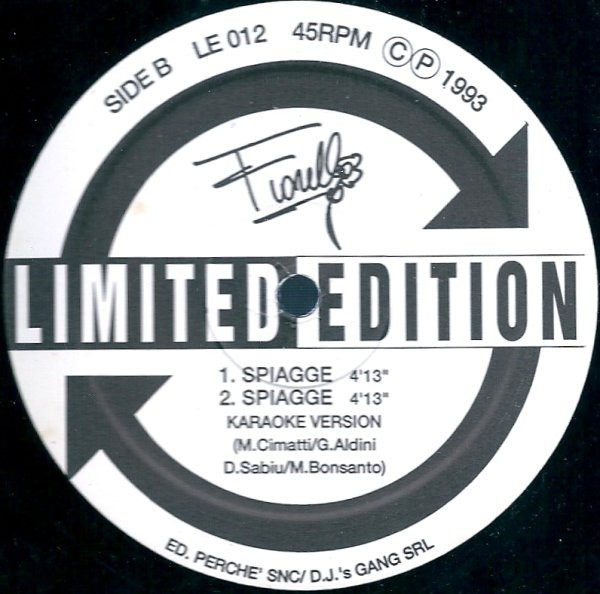 SIDE B LE 012 45RPM Ⓒ Ⓟ 1993
Fiorello
LIMITED EDITION
1. SPIAGGE 4'13"
2. SPIAGGE 4'13"
KARAOKE VERSION
(M.Cimatti/G.Aldini
D.Sabiu/M.Bonsanto)
ED. PERCHE' SNC/ D.J.'s GANG SRL